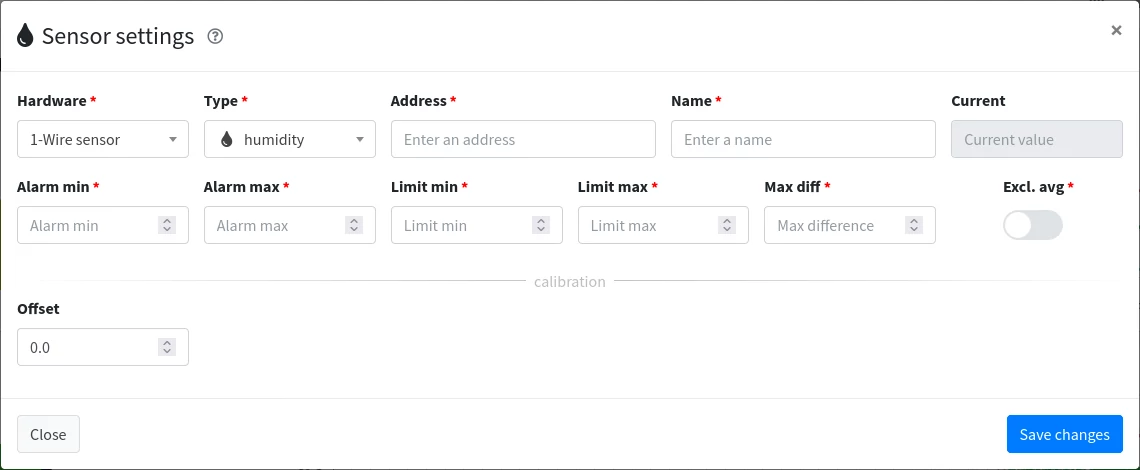 Sensor settings ?
×
Hardware * Type * Address * Name * Current
1-Wire sensor humidity Enter an address Enter a name Current value
Alarm min * Alarm max * Limit min * Limit max * Max diff * Excl. avg *
Alarm min Alarm max Limit min Limit max Max difference
calibration
Offset
0.0
Close Save changes